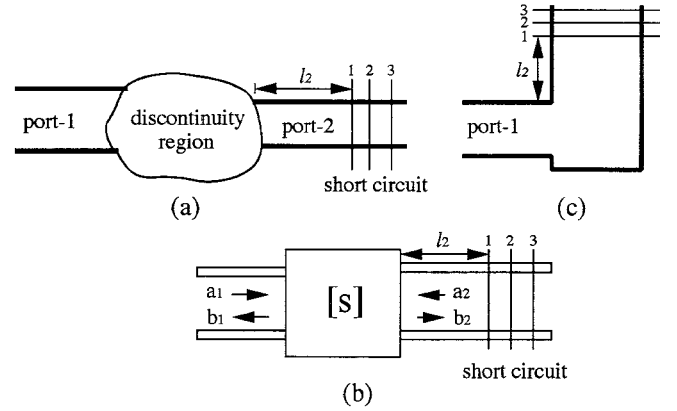 l2
1 2 3
port-1
discontinuity
region
port-2
short circuit
(a)
3
2
1
l2
port-1
(c)
l2
1 2 3
a1
b1
[S]
a2
b2
short circuit
(b)